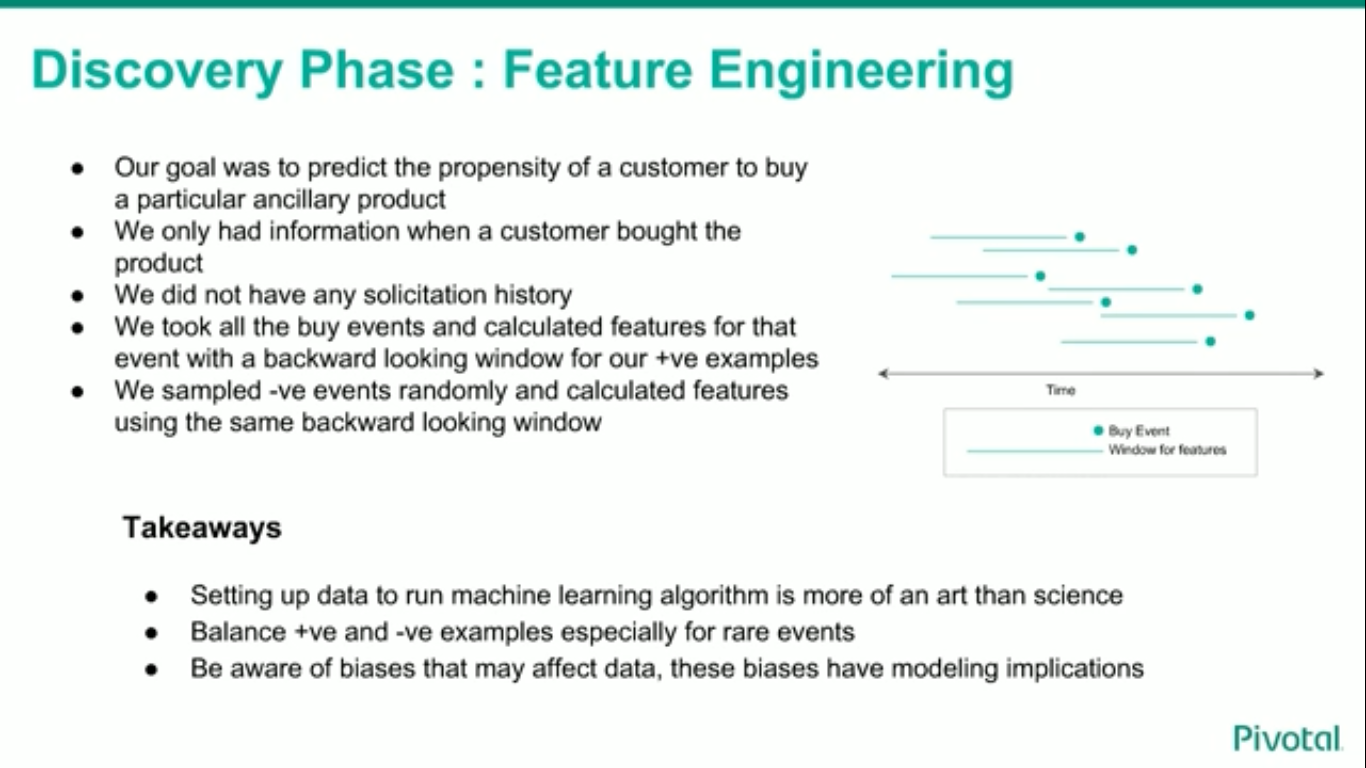 Discovery Phase : Feature Engineering
● Our goal was to predict the propensity of a customer to buy
a particular ancillary product
● We only had information when a customer bought the
product
● We did not have any solicitation history
● We took all the buy events and calculated features for that
event with a backward looking window for our +ve examples
● We sampled -ve events randomly and calculated features
using the same backward looking window
Time
Buy Event
Window for features
Takeaways
● Setting up data to run machine learning algorithm is more of an art than science
● Balance +ve and -ve examples especially for rare events
● Be aware of biases that may affect data, these biases have modeling implications
Pivotal